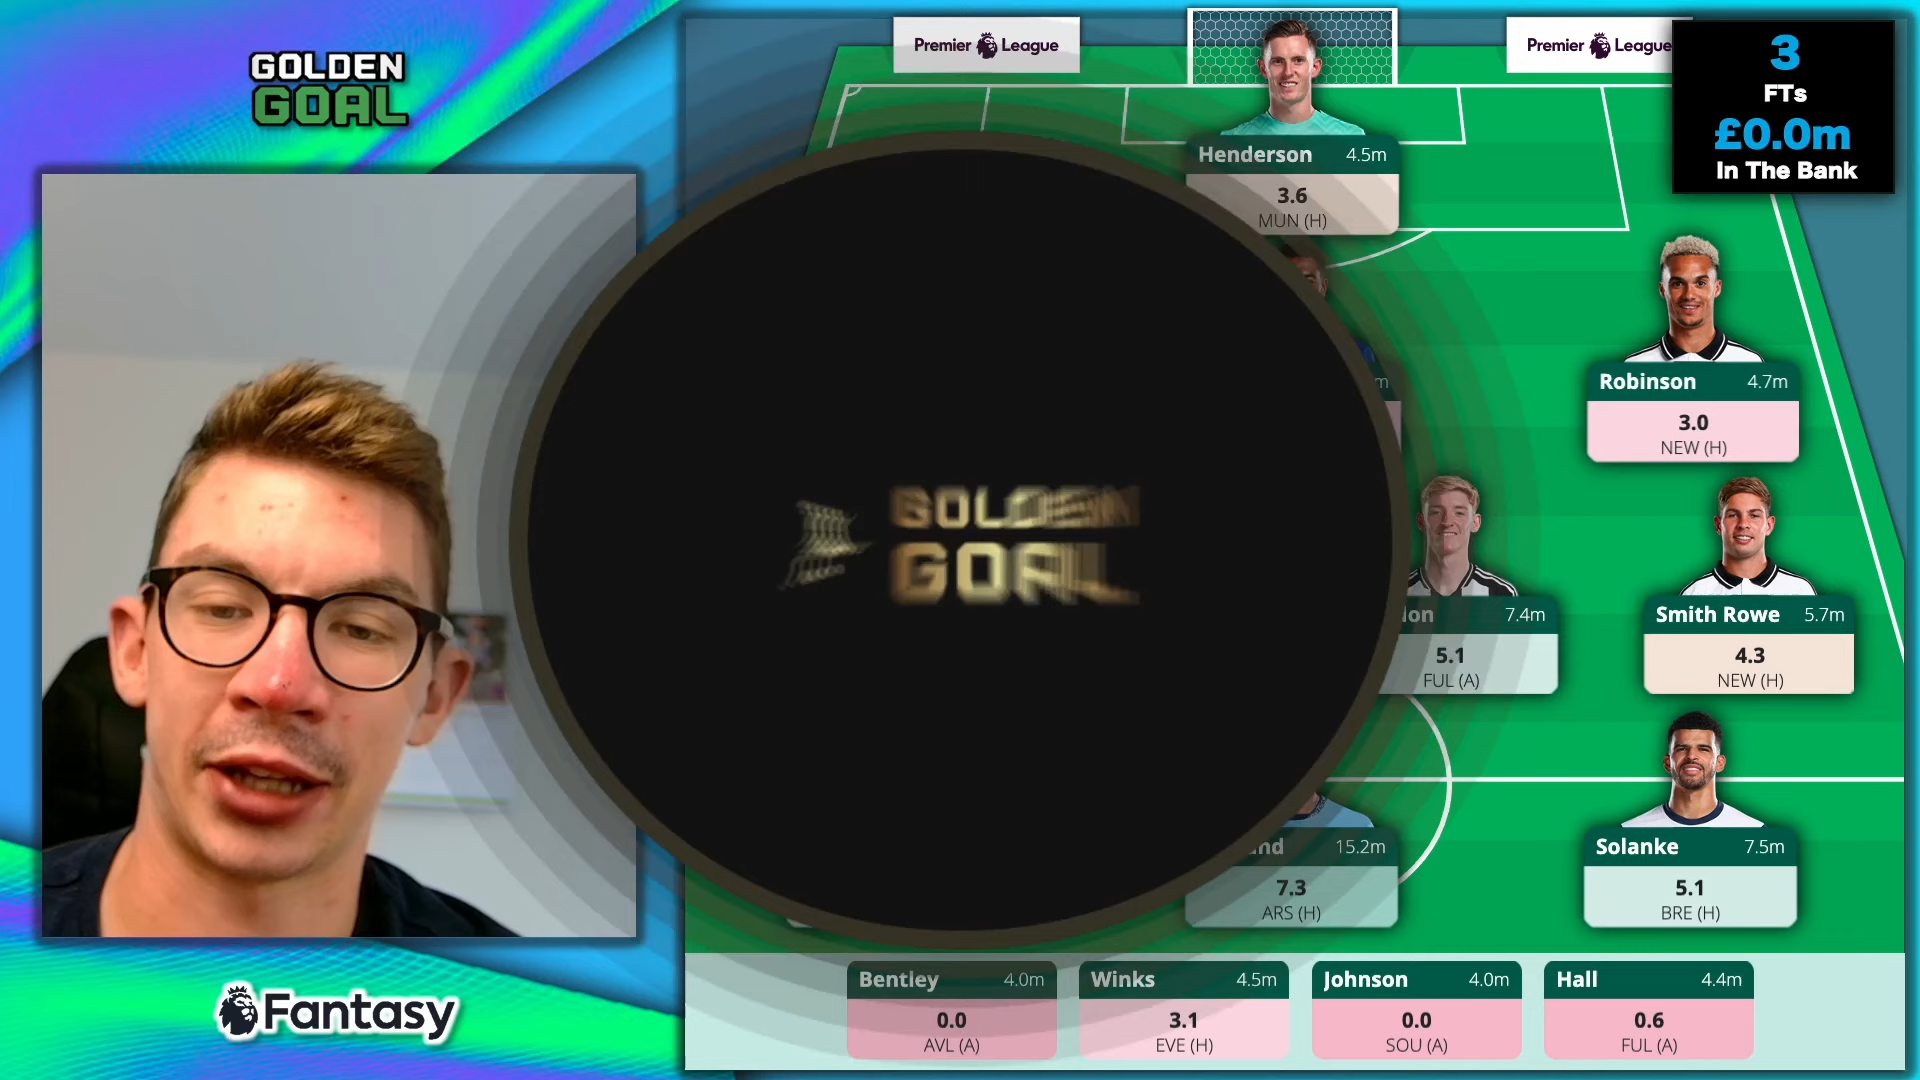 GOLDEN
GOAL
Premier League
Premier League
3
FTs
£0.0m
In The Bank
Henderson 4.5m
3.6
MUN (H)
Robinson 4.7m
3.0
NEW (H)
GOLDEN
GOAL
7.4m
5.1
FUL (A)
Smith Rowe 5.7m
4.3
NEW (H)
15.2m
7.3
ARS (H)
Solanke 7.5m
5.1
BRE (H)
Bentley 4.0m
0.0
AVL (A)
Winks 4.5m
3.1
EVE (H)
Johnson 4.0m
0.0
SOU (A)
Hall 4.4m
0.6
FUL (A)
Fantasy